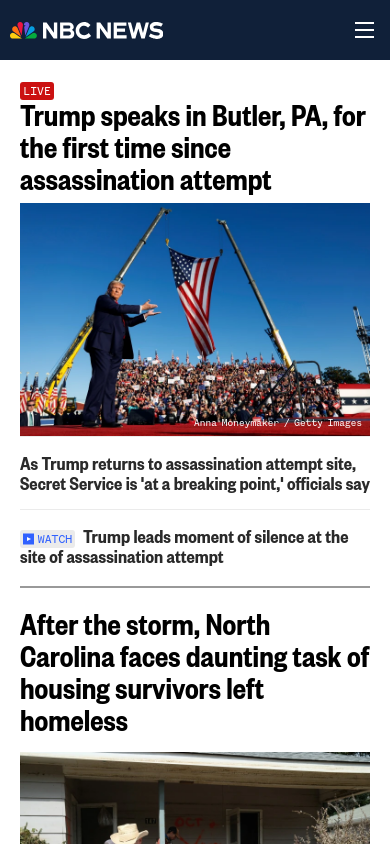 NBC NEWS
LIVE
Trump speaks in Butler, PA, for
the first time since
assassination attempt
Anna Moneymaker / Getty Images
As Trump returns to assassination attempt site,
Secret Service is 'at a breaking point,' officials say
WATCH Trump leads moment of silence at the
site of assassination attempt
After the storm, North
Carolina faces daunting task of
housing survivors left
homeless